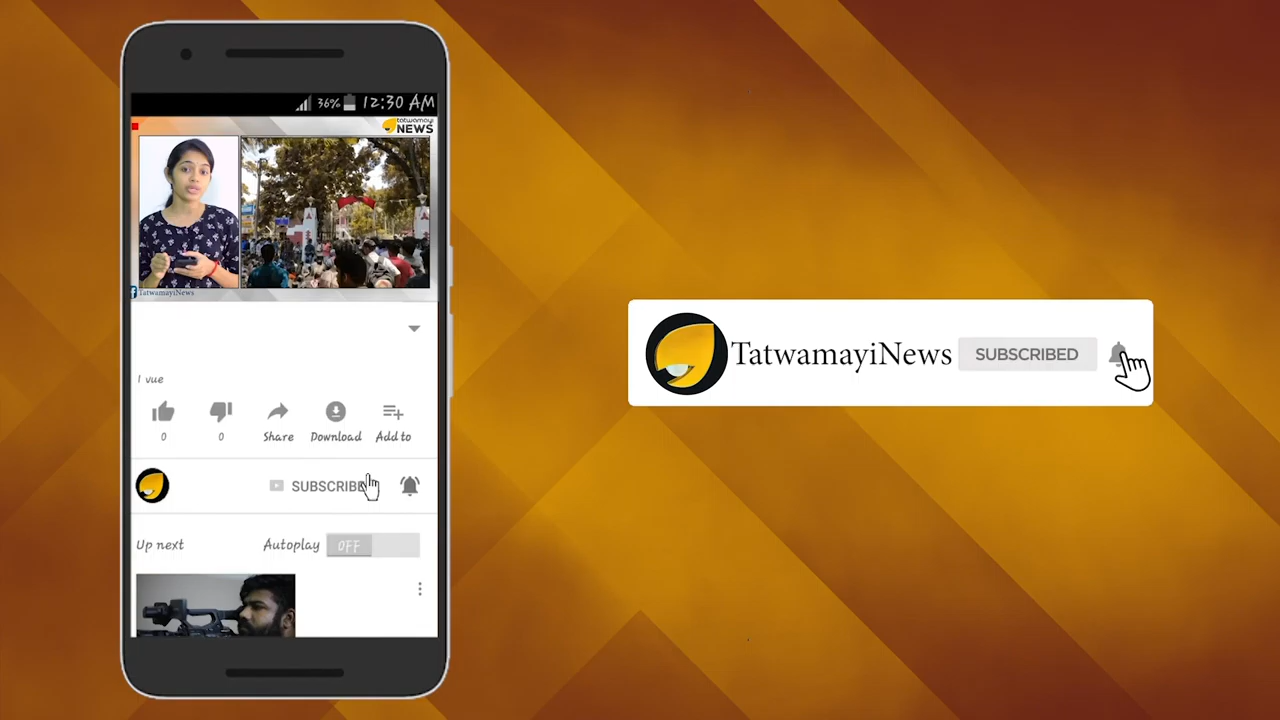 36% 12:30 AM
tatwamayi
NEWS
TatwamayiNews
1 vue
0 0 Share Download Add to
SUBSCRIBE
Up next Autoplay OFF
TatwamayiNews SUBSCRIBED